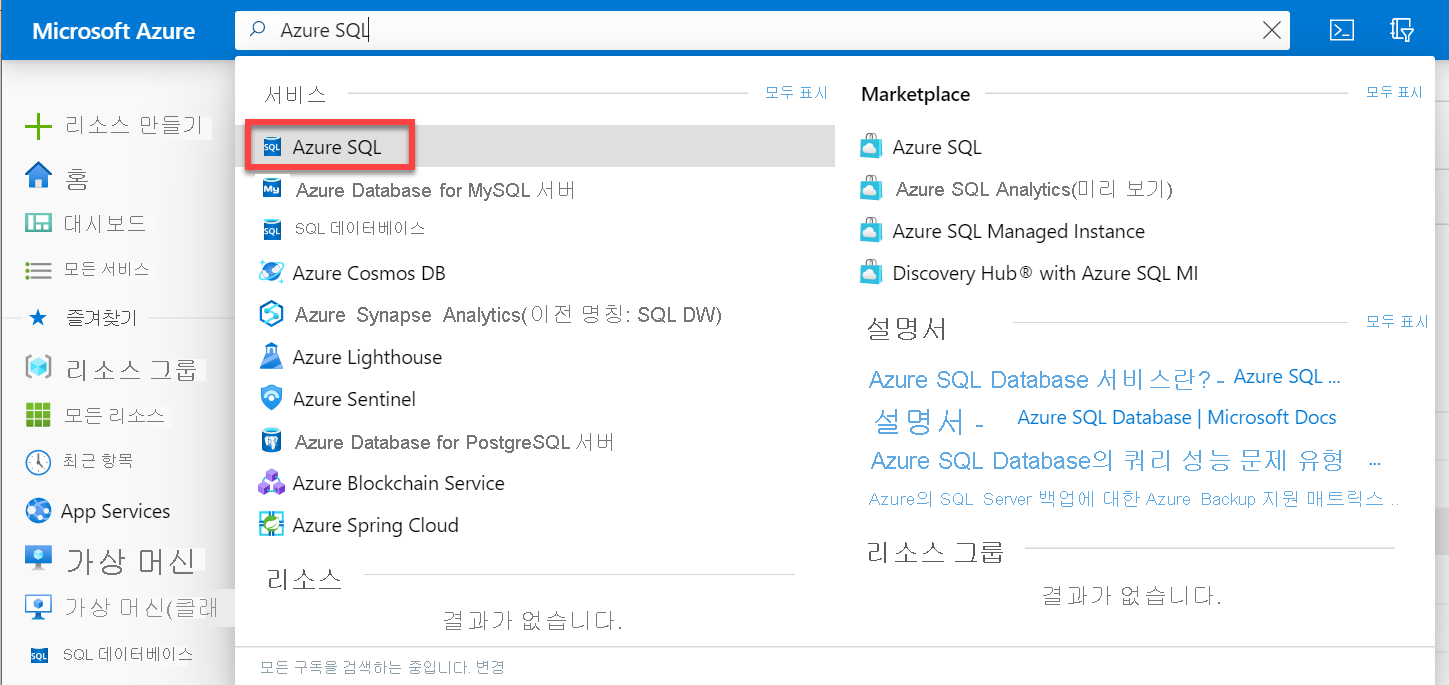 Microsoft Azure
Azure SQL
리소스 만들기
홈
대시보드
모든 서비스
즐겨찾기
리소스 그룹
모든 리소스
최근 항목
App Services
가상 머신
가상 머신(클래
SQL 데이터베이스
서비스
모두 표시
Azure SQL
Azure Database for MySQL 서버
SQL 데이터베이스
Azure Cosmos DB
Azure Synapse Analytics(이전 명칭: SQL DW)
Azure Lighthouse
Azure Sentinel
Azure Database for PostgreSQL 서버
Azure Blockchain Service
Azure Spring Cloud
리소스
결과가 없습니다.
Marketplace
모두 표시
Azure SQL
Azure SQL Analytics(미리 보기)
Azure SQL Managed Instance
Discovery Hub® with Azure SQL MI
설명서
모두 표시
Azure SQL Database 서비스란? - Azure SQL ...
설명서 - Azure SQL Database | Microsoft Docs
Azure SQL Database의 쿼리 성능 문제 유형 ...
Azure의 SQL Server 백업에 대한 Azure Backup 지원 매트릭스 ..
리소스 그룹
결과가 없습니다.
모든 구독을 검색하는 중입니다. 변경